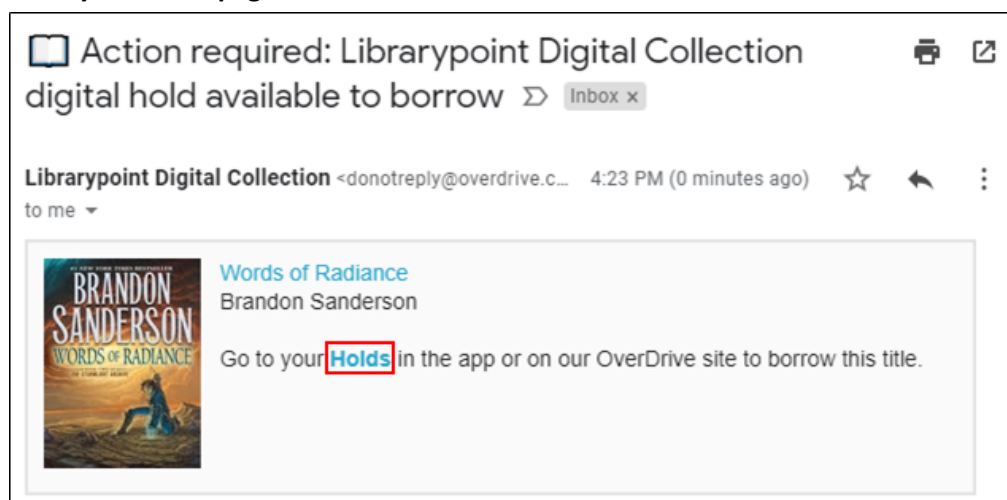 Action required: Librarypoint Digital Collection
digital hold available to borrow Inbox x
Librarypoint Digital Collection <donotreply@overdrive.c... 4:23 PM (0 minutes ago)
to me
BRANDON
SANDERSON
WORDS OF RADIANCE
Words of Radiance
Brandon Sanderson
Go to your Holds in the app or on our OverDrive site to borrow this title.